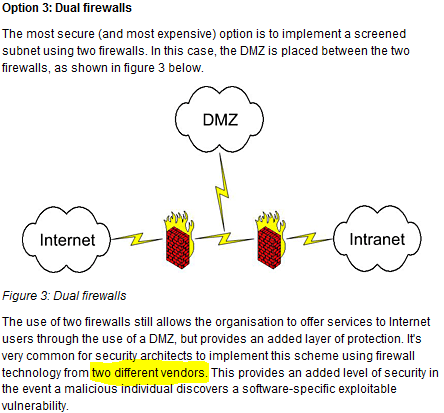 Option 3: Dual firewalls
The most secure (and most expensive) option is to implement a screened
subnet using two firewalls. In this case, the DMZ is placed between the two
firewalls, as shown in figure 3 below.
DMZ
Internet
Intranet
Figure 3: Dual firewalls
The use of two firewalls still allows the organisation to offer services to Internet
users through the use of a DMZ, but provides an added layer of protection. It's
very common for security architects to implement this scheme using firewall
technology from two different vendors. This provides an added level of security in
the event a malicious individual discovers a software-specific exploitable
vulnerability.